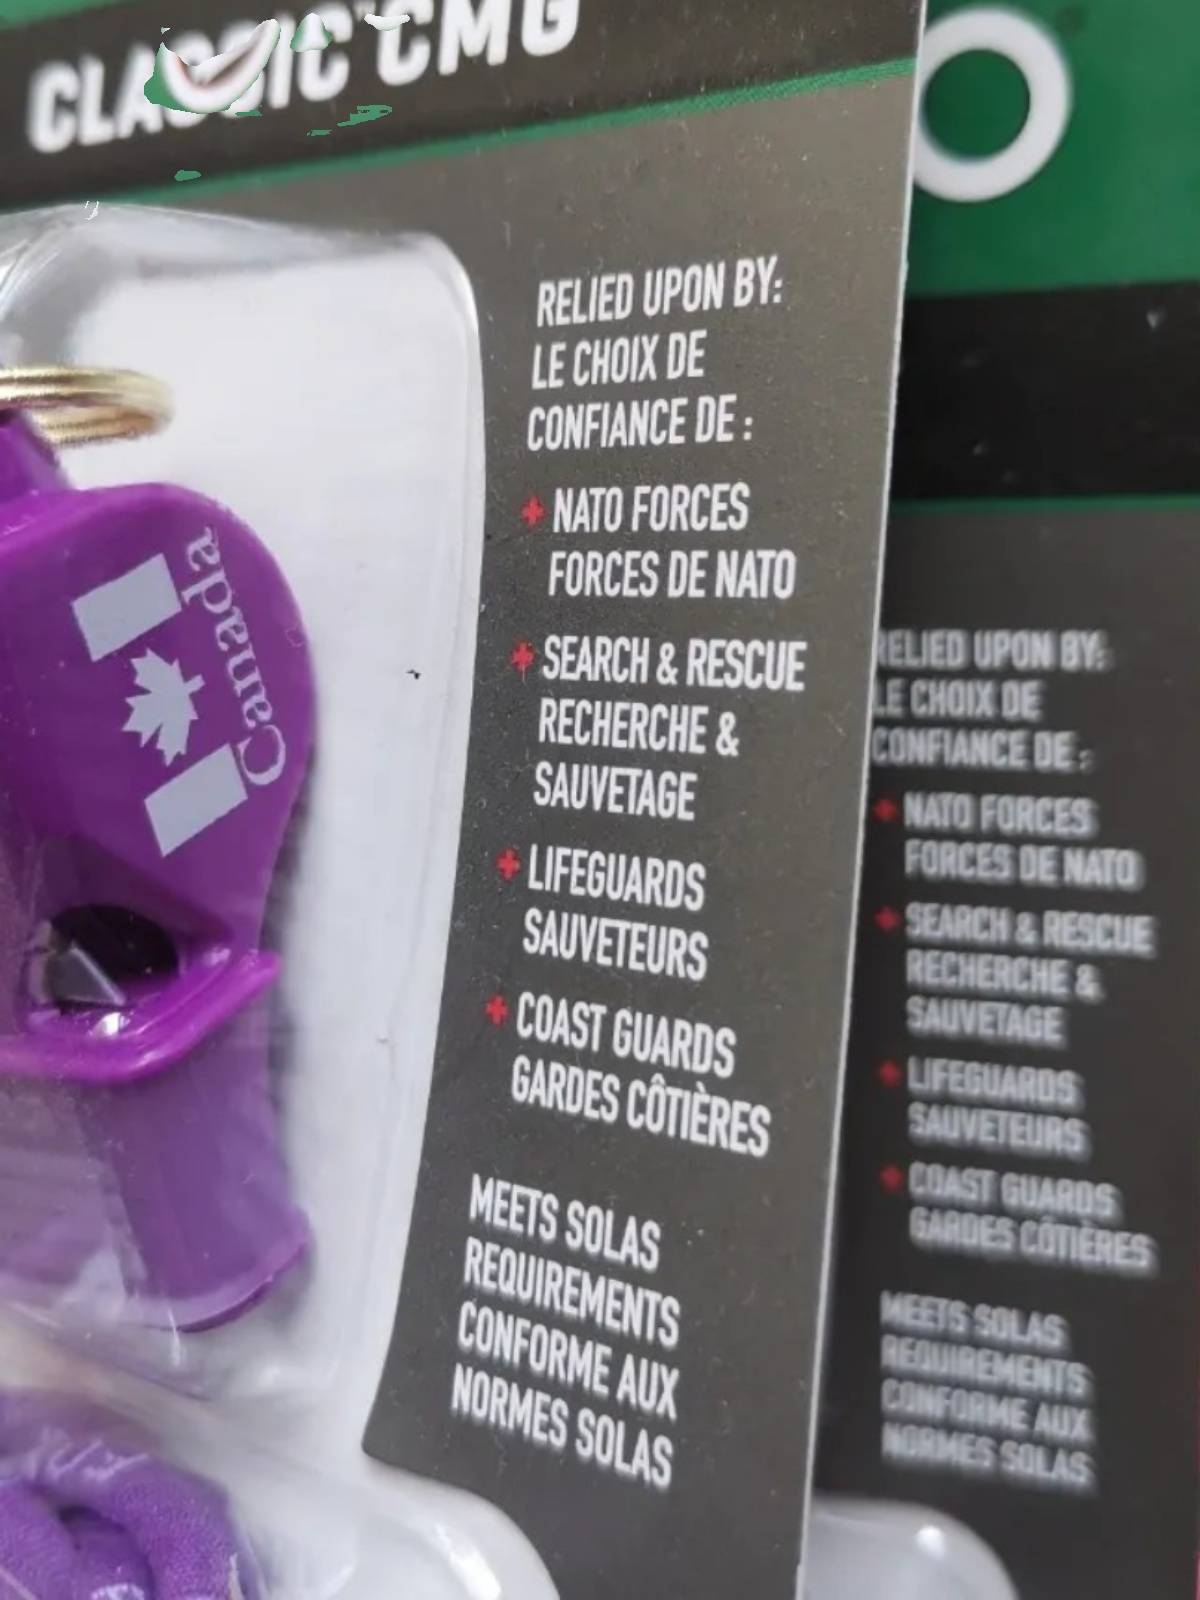 CLASSIC™ CMG
RELIED UPON BY:
LE CHOIX DE
CONFIANCE DE :
NATO FORCES
FORCES DE NATO
SEARCH & RESCUE
RECHERCHE &
SAUVETAGE
LIFEGUARDS
SAUVETEURS
COAST GUARDS
GARDES CÔTIÈRES
MEETS SOLAS
REQUIREMENTS
CONFORME AUX
NORMES SOLAS
Canada
RELIED UPON BY:
LE CHOIX DE
CONFIANCE DE :
NATO FORCES
FORCES DE NATO
SEARCH & RESCUE
RECHERCHE &
SAUVETAGE
LIFEGUARDS
SAUVETEURS
COAST GUARDS
GARDES CÔTIÈRES
MEETS SOLAS
REQUIREMENTS
CONFORME AUX
NORMES SOLAS